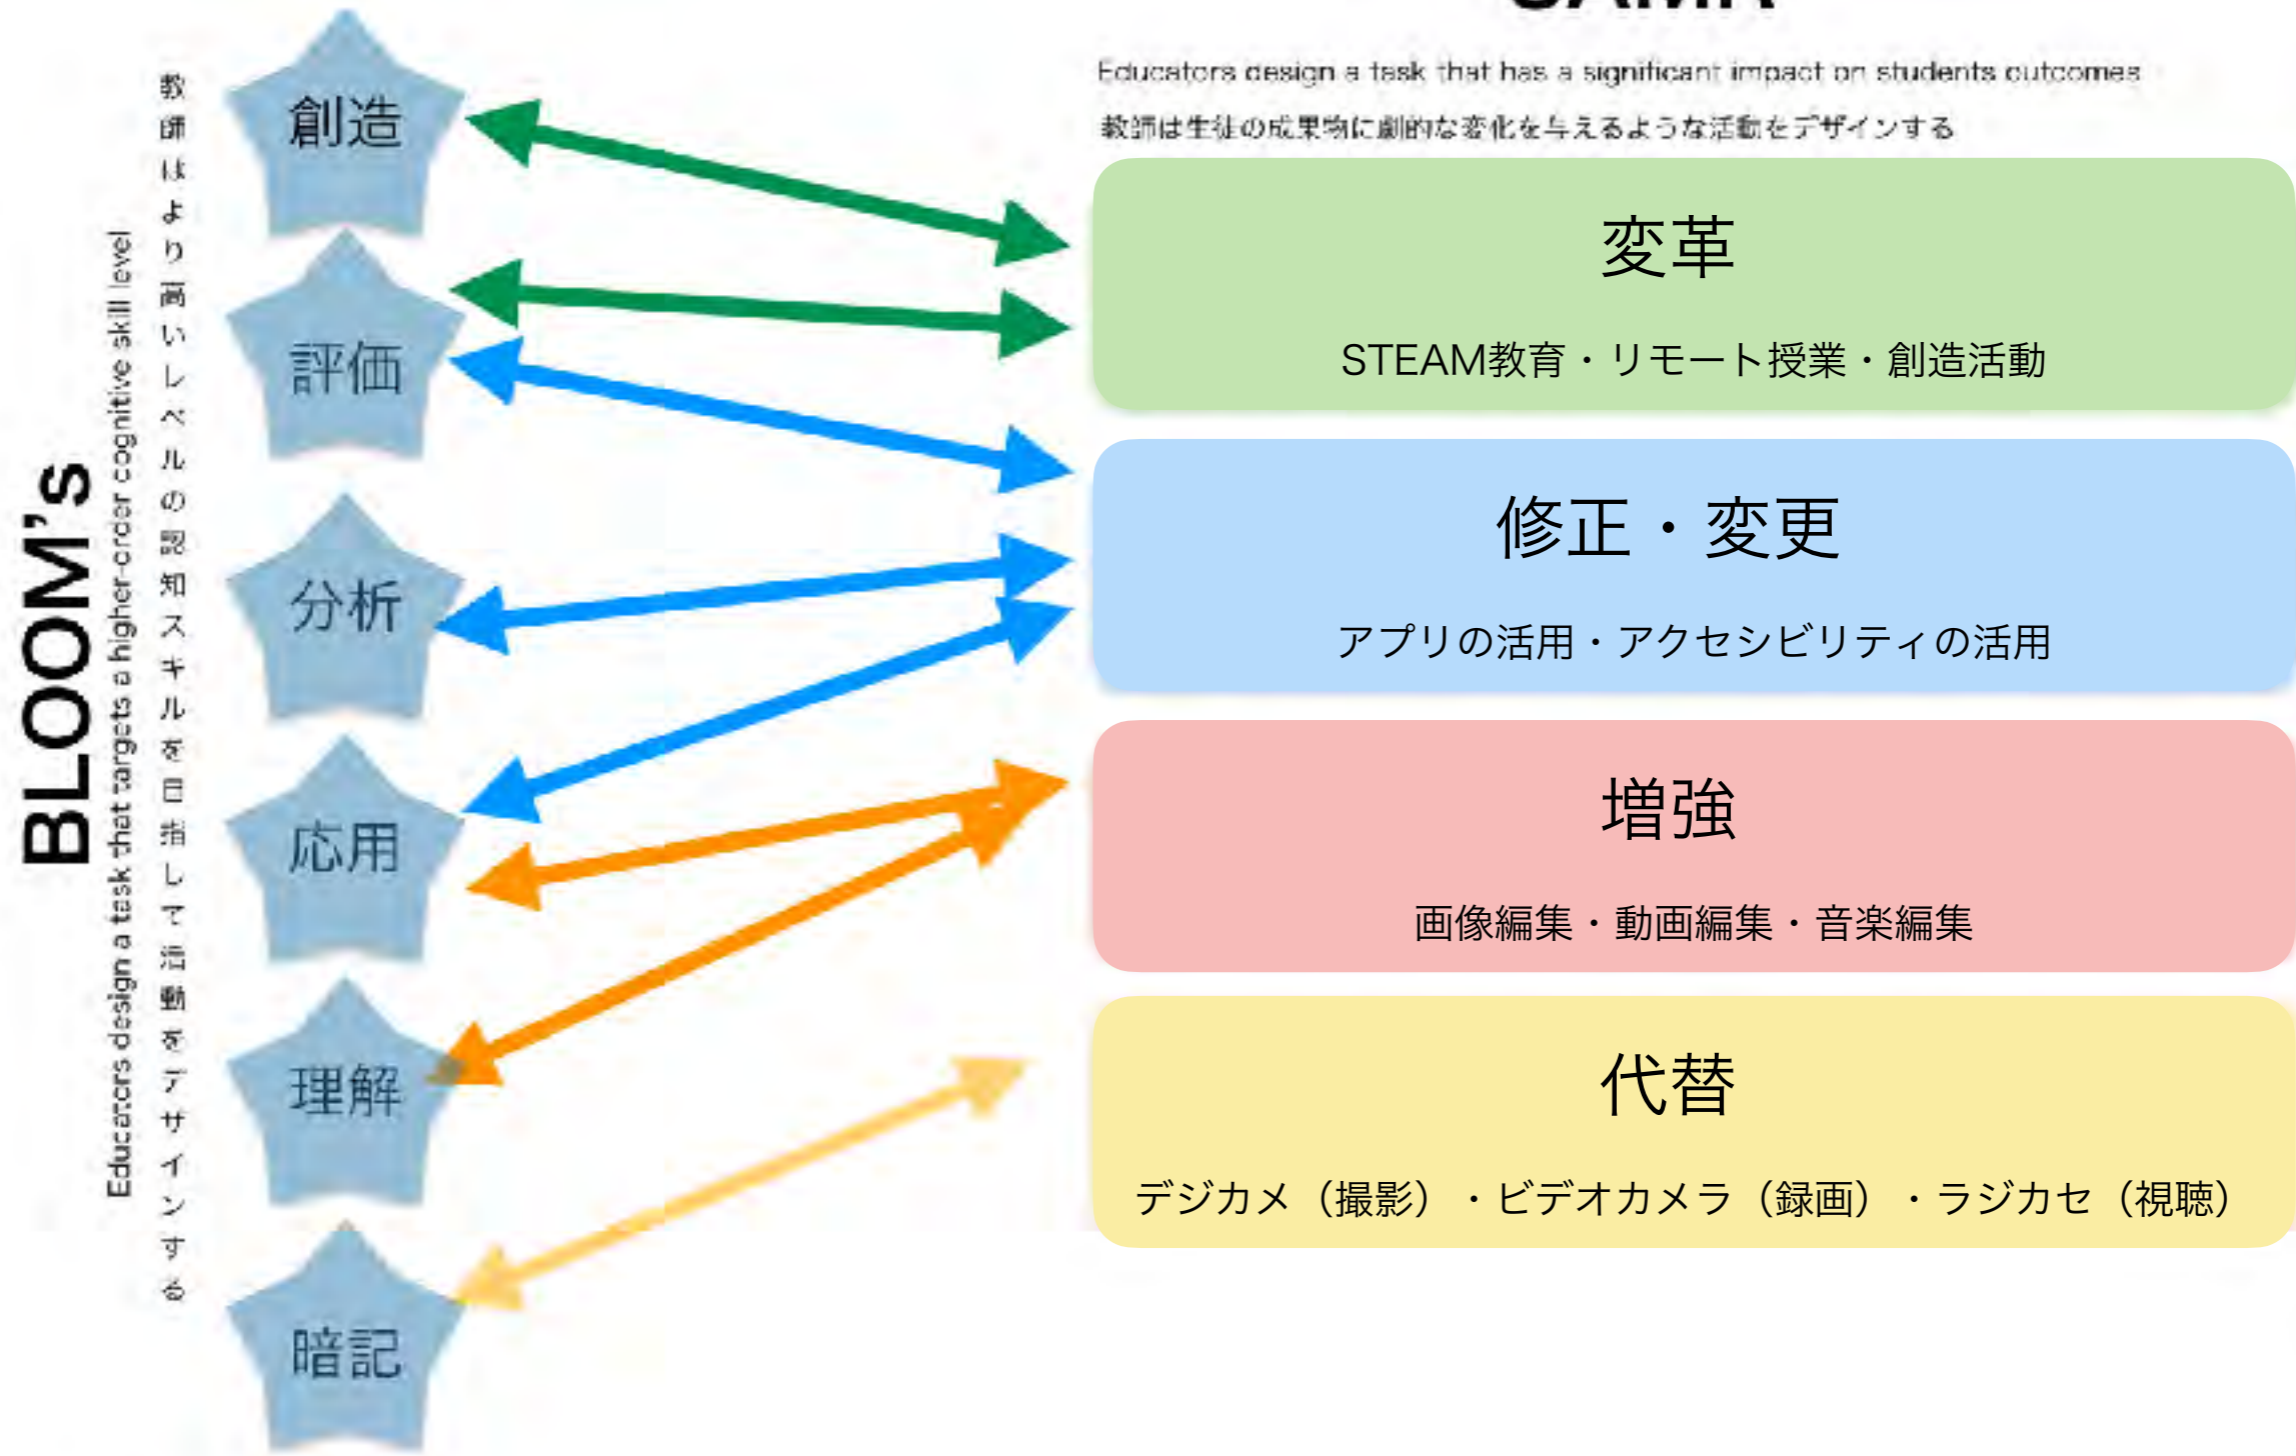 BLOOM's
Educators design a task that targets a higher-order cognitive skill level
教師はより高いレベルの認知スキルを目指して活動をデザインする
創造
評価
分析
応用
理解
暗記
SAMR
Educators design a task that has a significant impact on students outcomes
教師は生徒の成果物に劇的な変化を与えるような活動をデザインする
変革
STEAM教育・リモート授業・創造活動
修正・変更
アプリの活用・アクセシビリティの活用
増強
画像編集・動画編集・音楽編集
代替
デジカメ（撮影）・ビデオカメラ（録画）・ラジカセ（視聴）